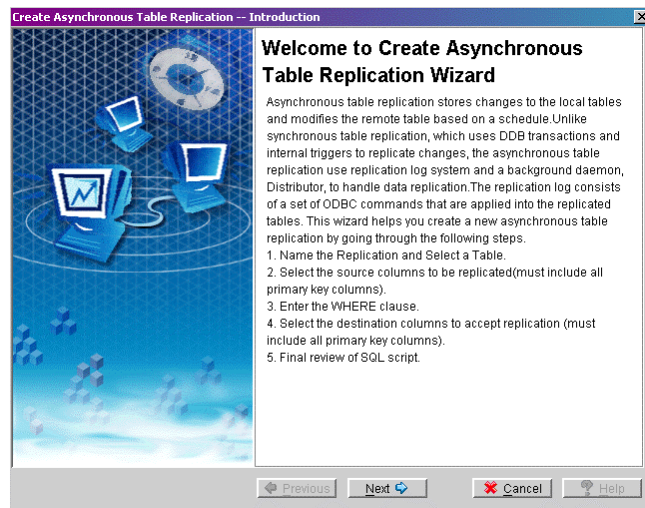 Create Asynchronous Table Replication -- Introduction
Welcome to Create Asynchronous
Table Replication Wizard
Asynchronous table replication stores changes to the local tables
and modifies the remote table based on a schedule.Unlike
synchronous table replication, which uses DDB transactions and
internal triggers to replicate changes, the asynchronous table
replication use replication log system and a background daemon,
Distributor, to handle data replication.The replication log consists
of a set of ODBC commands that are applied into the replicated
tables. This wizard helps you create a new asynchronous table
replication by going through the following steps.
1. Name the Replication and Select a Table.
2. Select the source columns to be replicated(must include all
primary key columns).
3. Enter the WHERE clause.
4. Select the destination columns to accept replication (must
include all primary key columns).
5. Final review of SQL script.
Previous Next Cancel Help